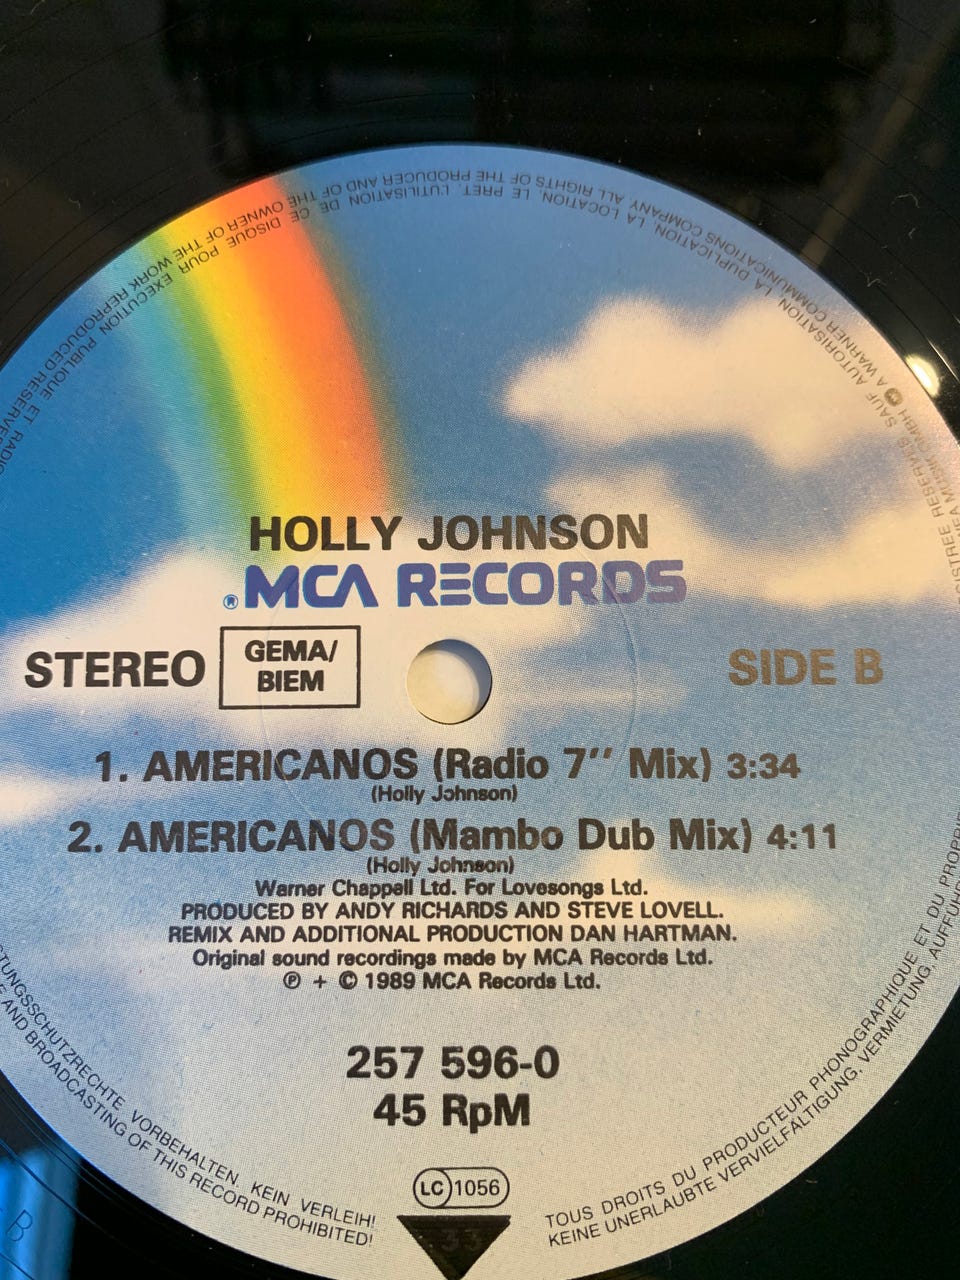 HOLLY JOHNSON
® MCA RECORDS
STEREO
GEMA/
BIEM
SIDE B
1. AMERICANOS (Radio 7″ Mix) 3:34
(Holly Johnson)
2. AMERICANOS (Mambo Dub Mix) 4:11
(Holly Johnson)
Warner Chappell Ltd. For Lovesongs Ltd.
PRODUCED BY ANDY RICHARDS AND STEVE LOVELL.
REMIX AND ADDITIONAL PRODUCTION DAN HARTMAN.
Original sound recordings made by MCA Records Ltd.
℗ + © 1989 MCA Records Ltd.
257 596-0
45 RpM
LC 1056
33
TOUS DROITS DU PRODUCTEUR PHONOGRAPHIQUE ET DU
DISQUE POUR EXECUTION PUBLIQUE ET
SAUF AUTORISATION, LA DUPLICATION, LA LOCATION, LE PRET, L'UTILISATION DE CE
KEINE UNERLAUBTE VERVIELFÄLTIGUNG, VERMIETUNG,
VORBEHALTEN. KEIN VERLEIH!
A WARNER COMMUNICATIONS COMPANY. ALL RIGHTS OF THE PRODUCER AND OF THE OWNER OF THE WORK REPRODUCED
AND BROADCASTING OF THIS RECORD PROHIBITED!
B